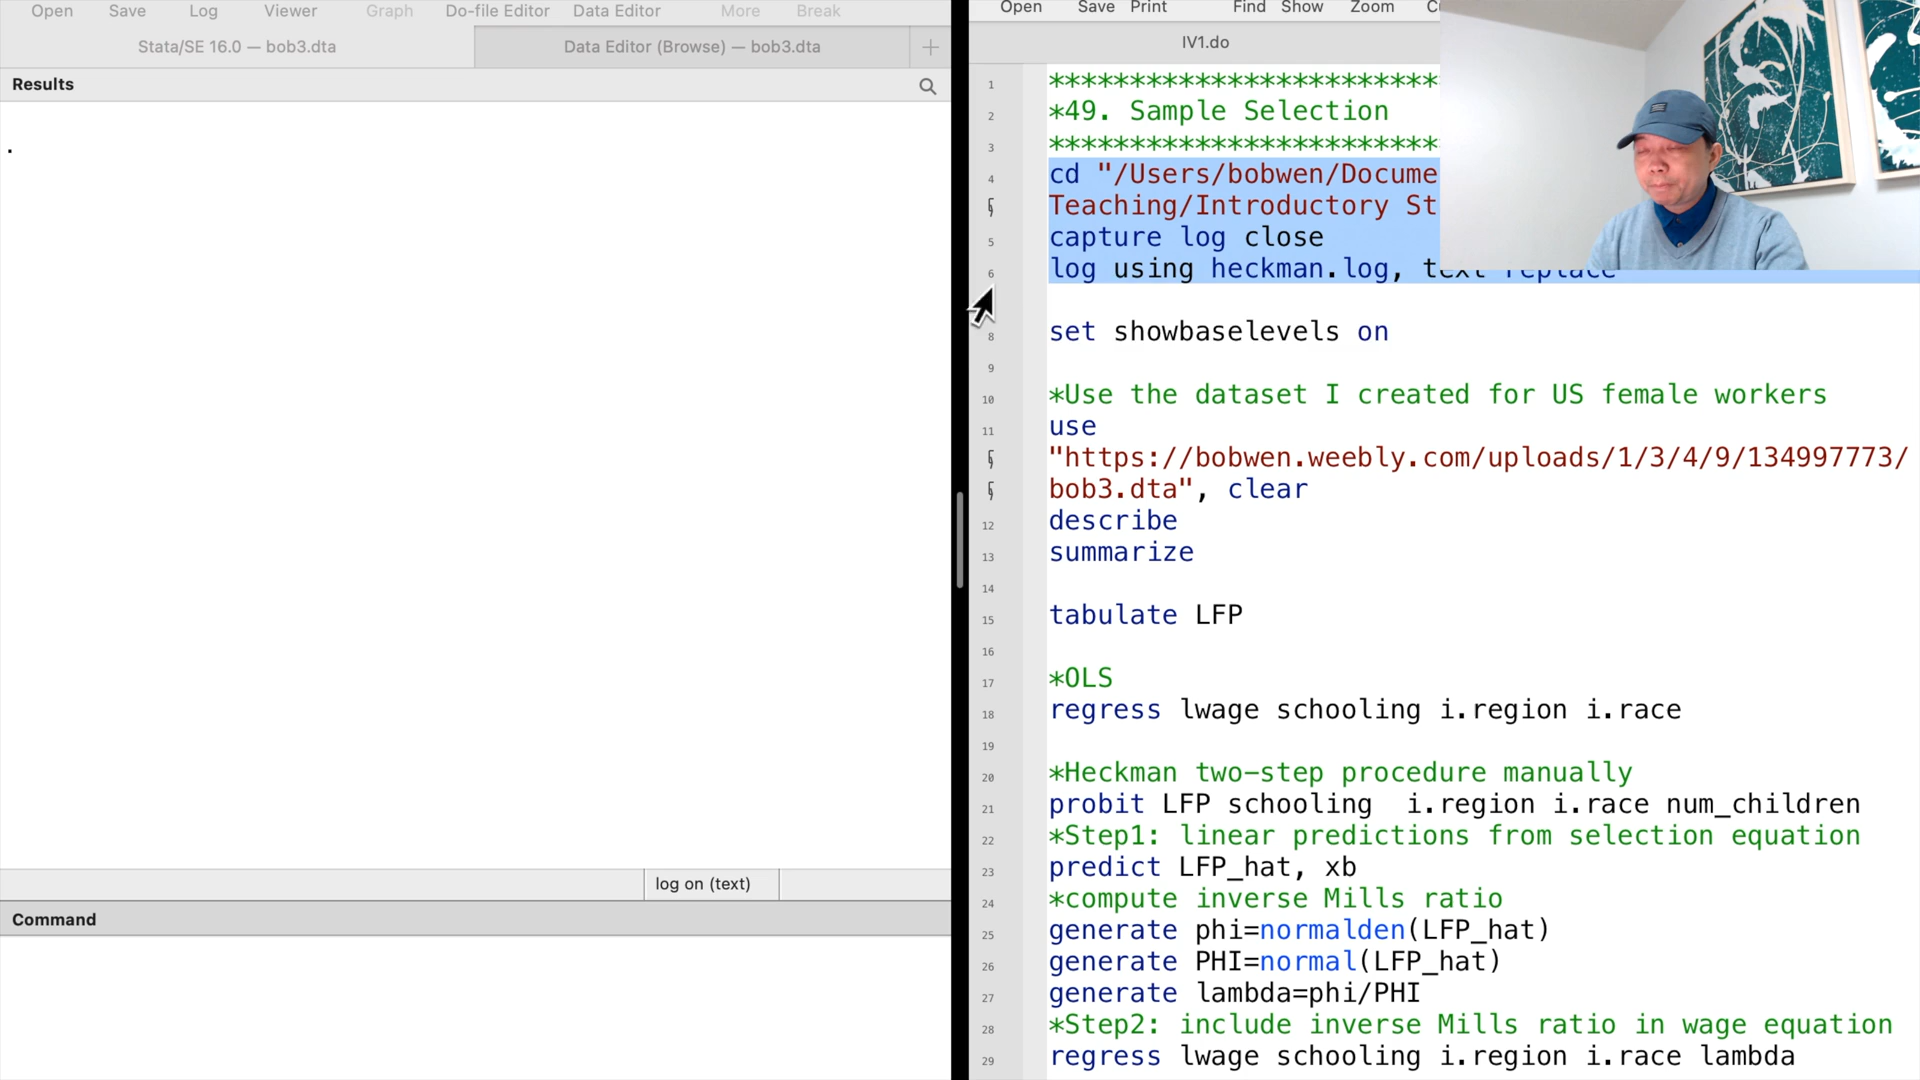 Open Save Log Viewer Graph Do-file Editor Data Editor More Break
Stata/SE 16.0 — bob3.dta
Data Editor (Browse) — bob3.dta
Results
.
log on (text)
Command
Open Save Print Find Show Zoom
IV1.do
1 **************************
2 *49. Sample Selection
3 **************************
4 cd "/Users/bobwen/Docume
Teaching/Introductory St
5 capture log close
6 log using heckman.log, text replace
8 set showbaselevels on
9
10 *Use the dataset I created for US female workers
11 use
"https://bobwen.weebly.com/uploads/1/3/4/9/134997773/
bob3.dta", clear
12 describe
13 summarize
14
15 tabulate LFP
16
17 *OLS
18 regress lwage schooling i.region i.race
19
20 *Heckman two-step procedure manually
21 probit LFP schooling  i.region i.race num_children
22 *Step1: linear predictions from selection equation
23 predict LFP_hat, xb
24 *compute inverse Mills ratio
25 generate phi=normalden(LFP_hat)
26 generate PHI=normal(LFP_hat)
27 generate lambda=phi/PHI
28 *Step2: include inverse Mills ratio in wage equation
29 regress lwage schooling i.region i.race lambda